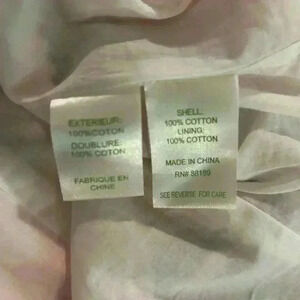 EXTERIEUR:
100%COTON
DOUBLURE:
100% COTON
FABRIQUE EN
CHINE
SHELL:
100% COTTON
LINING:
100% COTTON
MADE IN CHINA
RN# 88189
SEE REVERSE FOR CARE